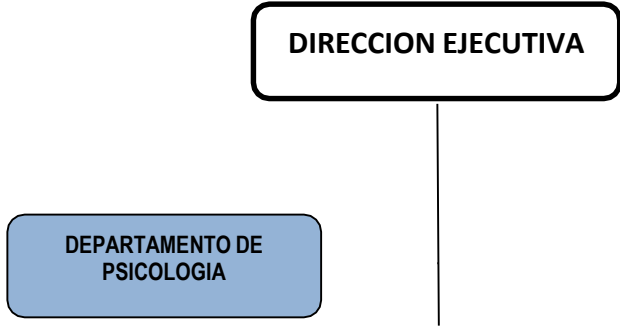 DIRECCION EJECUTIVA
DEPARTAMENTO DE
PSICOLOGIA